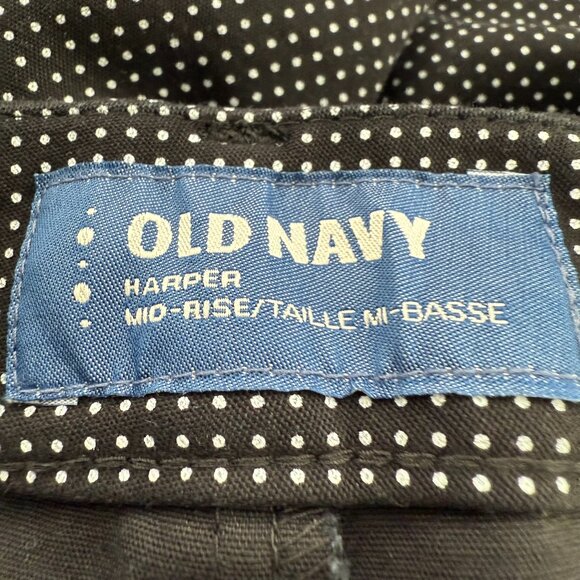 OLD NAVY
HARPER
MID-RISE/TAILLE MI-BASSE